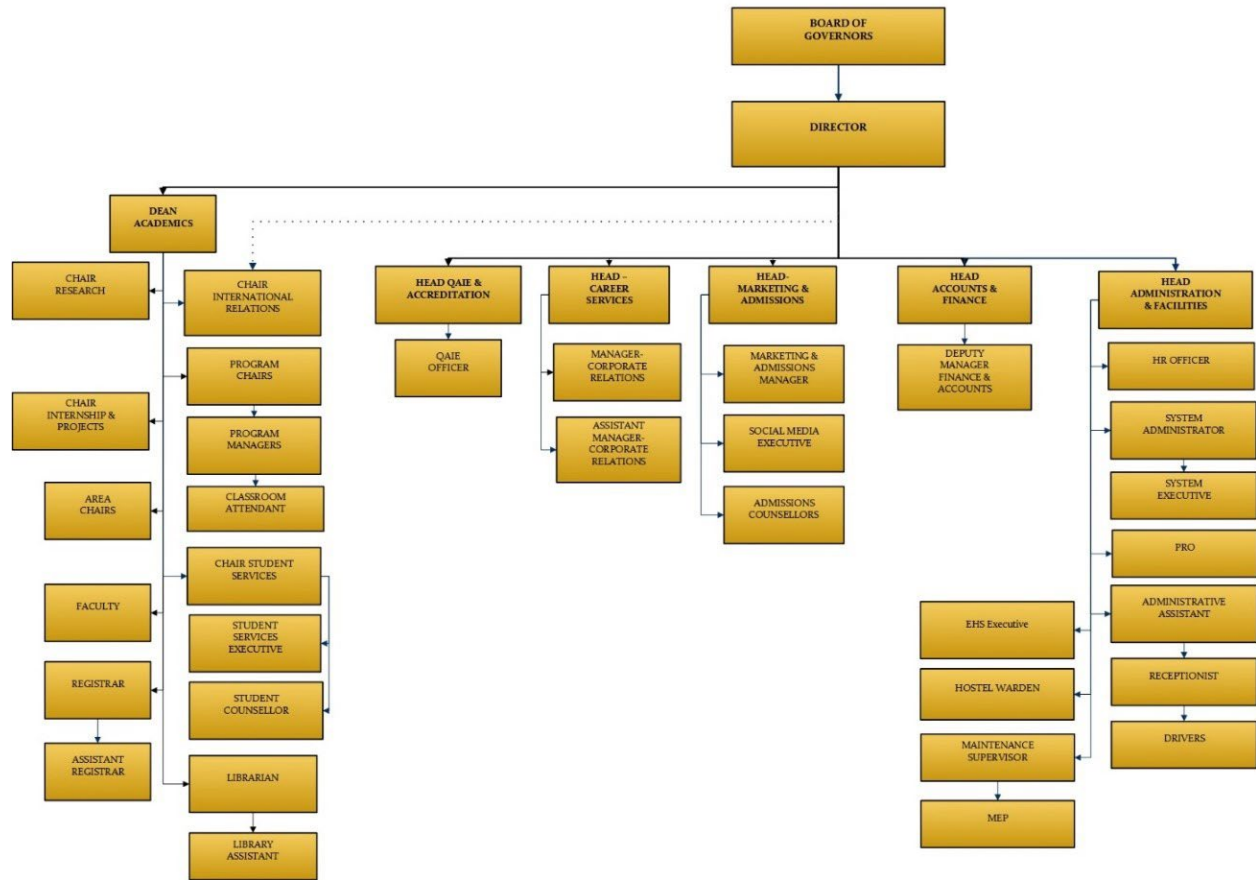 BOARD OF
GOVERNORS
DIRECTOR
DEAN
ACADEMICS
CHAIR
RESEARCH
CHAIR
INTERNATIONAL
RELATIONS
PROGRAM
CHAIRS
CHAIR
INTERNSHIP &
PROJECTS
PROGRAM
MANAGERS
AREA
CHAIRS
CLASSROOM
ATTENDANT
CHAIR STUDENT
SERVICES
FACULTY
STUDENT
SERVICES
EXECUTIVE
REGISTRAR
STUDENT
COUNSELLOR
ASSISTANT
REGISTRAR
LIBRARIAN
LIBRARY
ASSISTANT
HEAD QAIE &
ACCREDITATION
QAIE
OFFICER
HEAD –
CAREER
SERVICES
MANAGER-
CORPORATE
RELATIONS
ASSISTANT
MANAGER-
CORPORATE
RELATIONS
HEAD-
MARKETING &
ADMISSIONS
MARKETING &
ADMISSIONS
MANAGER
SOCIAL MEDIA
EXECUTIVE
ADMISSIONS
COUNSELLORS
HEAD
ACCOUNTS &
FINANCE
DEPUTY
MANAGER
FINANCE &
ACCOUNTS
HEAD
ADMINISTRATION
& FACILITIES
HR OFFICER
SYSTEM
ADMINISTRATOR
SYSTEM
EXECUTIVE
PRO
ADMINISTRATIVE
ASSISTANT
EHS Executive
RECEPTIONIST
HOSTEL WARDEN
DRIVERS
MAINTENANCE
SUPERVISOR
MEP